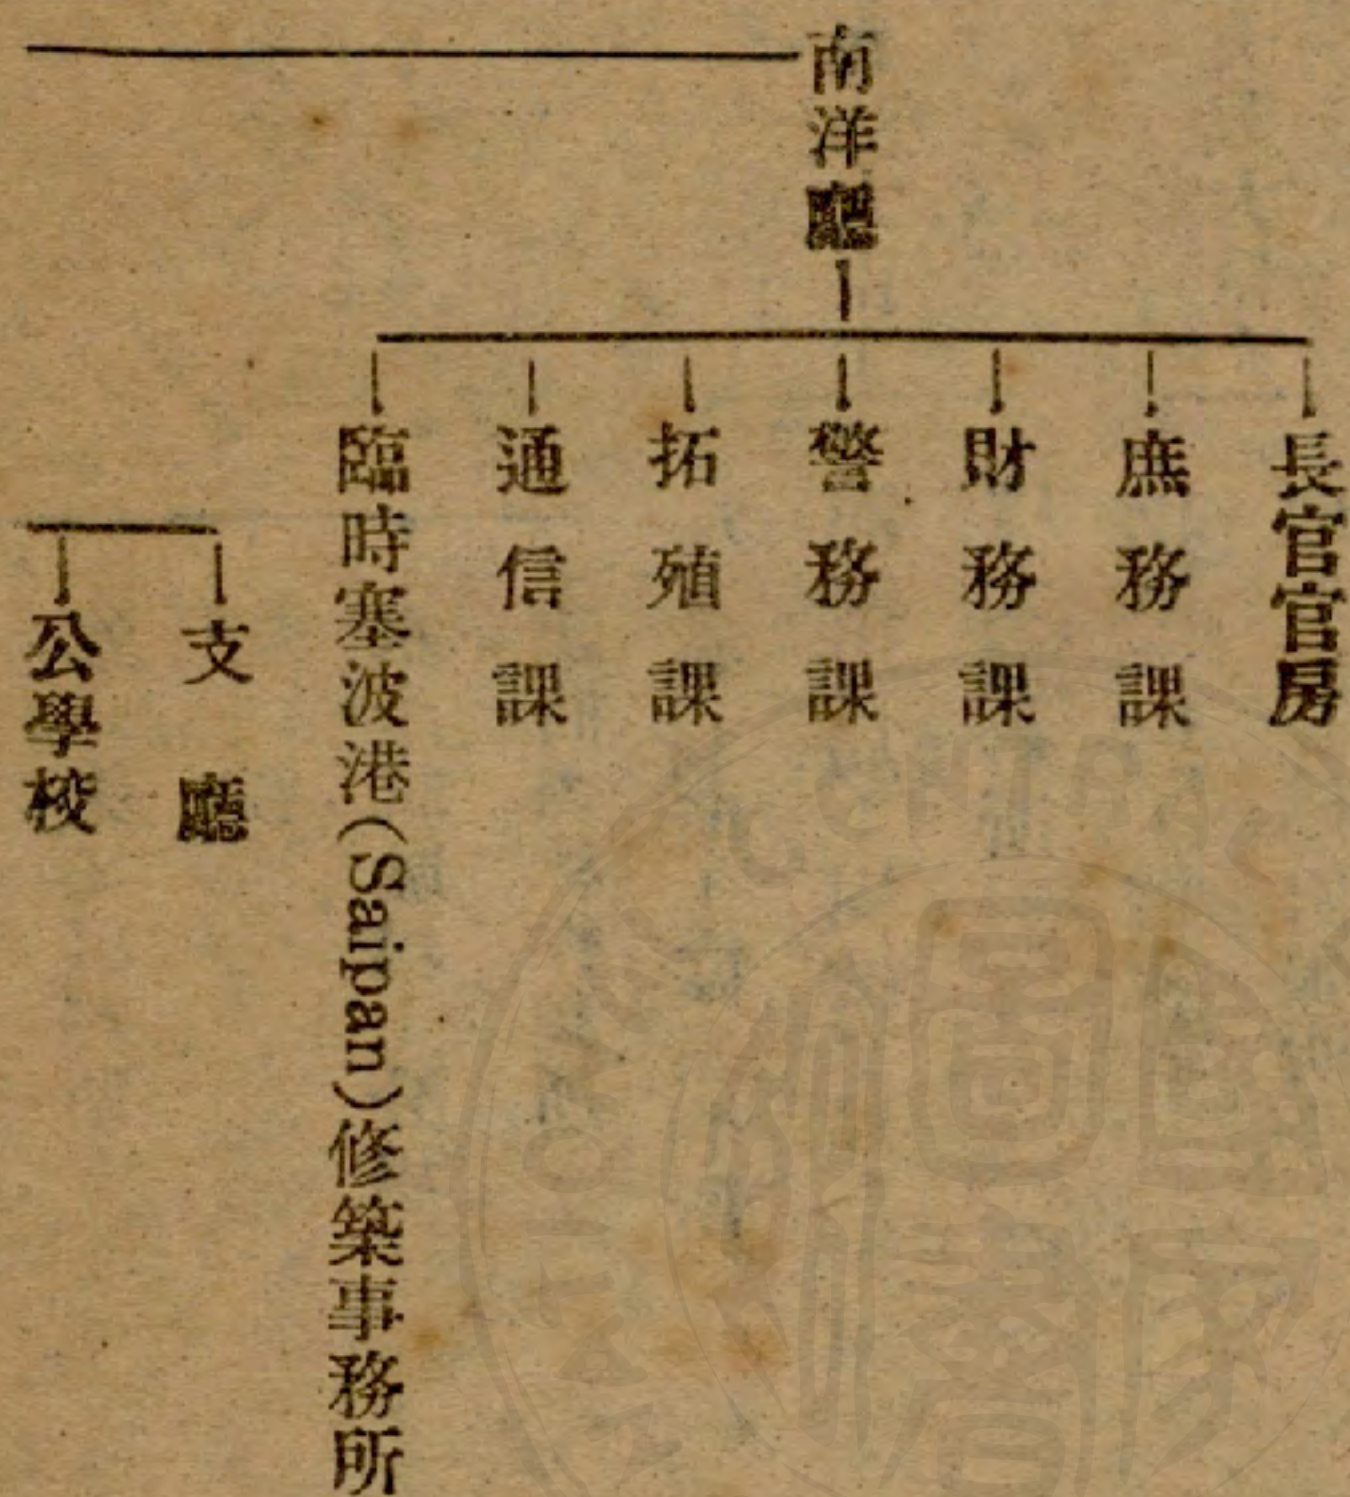 南洋廳
長官官房
庶務課
財務課
警務課
拓殖課
通信課
臨時塞波港(Saipan)修築事務所
支廳
公學校